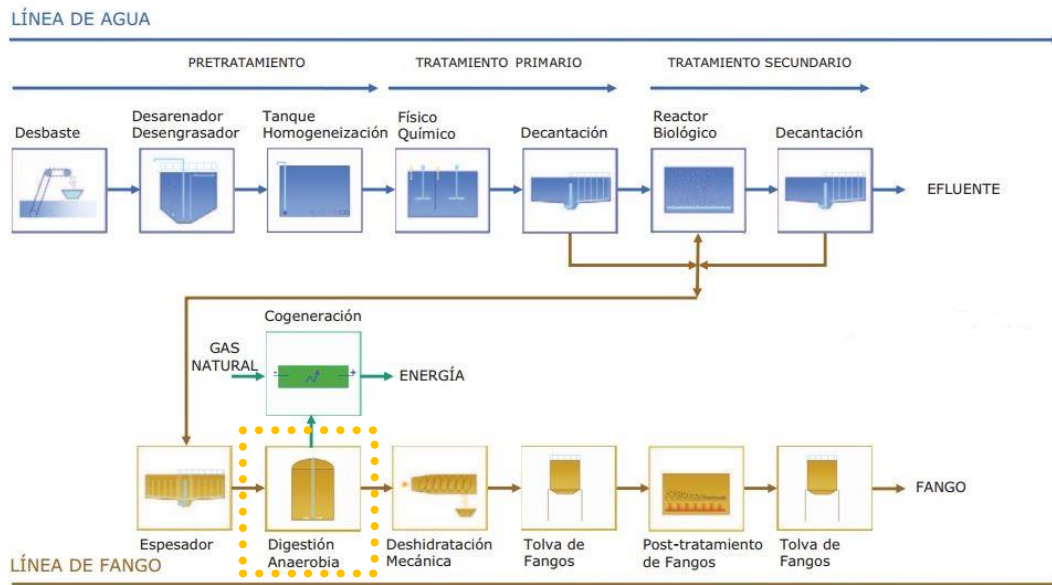 LÍNEA DE AGUA
PRETRATAMIENTO
TRATAMIENTO PRIMARIO
TRATAMIENTO SECUNDARIO
Desbaste
Desarenador
Desengrasador
Tanque
Homogeneización
Físico
Químico
Decantación
Reactor
Biológico
Decantación
EFLUENTE
Cogeneración
GAS
NATURAL
- +
ENERGÍA
FANGO
Espesador
Digestión
Anaerobia
Deshidratación
Mecánica
Tolva de
Fangos
Post-tratamiento
de Fangos
Tolva de
Fangos
LÍNEA DE FANGO